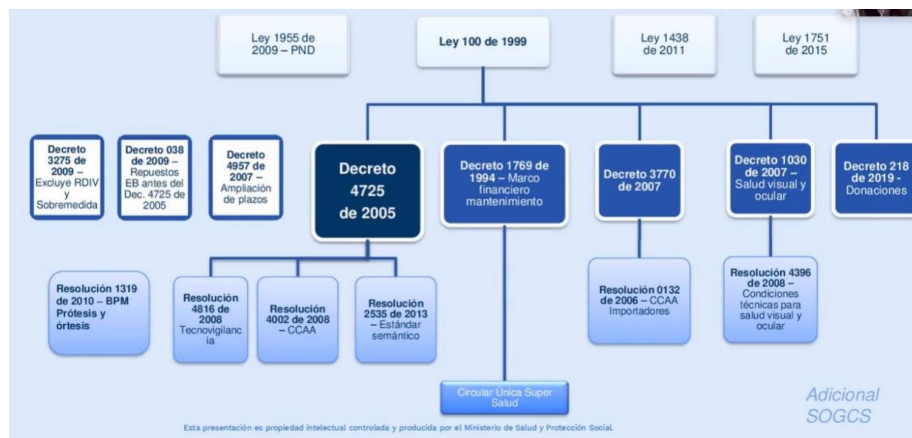 Ley 1955 de
2009 – PND
Ley 100 de 1999
Ley 1438
de 2011
Ley 1751
de 2015
Decreto
3275 de
2009 –
Excluye RDIV
y
Sobremedida
Decreto 038
de 2009 –
Repuestos
EB antes del
Dec. 4725 de
2005
Decreto
4957 de
2007 –
Ampliación
de plazos
Decreto
4725
de 2005
Decreto 1769 de
1994 – Marco
financiero
mantenimiento
Decreto 3770
de 2007
Decreto 1030
de 2007 –
Salud visual y
ocular
Decreto 218
de 2019 -
Donaciones
Resolución 1319
de 2010 – BPM
Prótesis y
órtesis
Resolución
4816 de
2008
Tecnovigilanc
ia
Resolución
4002 de 2008
– CCAA
Resolución
2535 de 2013
– Estándar
semántico
Resolución 0132
de 2006 – CCAA
Importadores
Resolución 4396
de 2008 –
Condiciones
técnicas para
salud visual y
ocular
Circular Única Super
Salud
Adicional
SOGCS
Esta presentación es propiedad intelectual controlada y producida por el Ministerio de Salud y Protección Social.